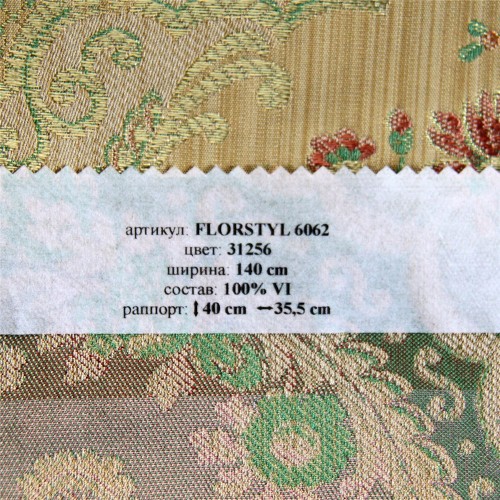 артикул: FLORSTYL 6062
цвет: 31256
ширина: 140 cm
состав: 100% VI
раппорт: ↕40 cm ↔35,5 cm